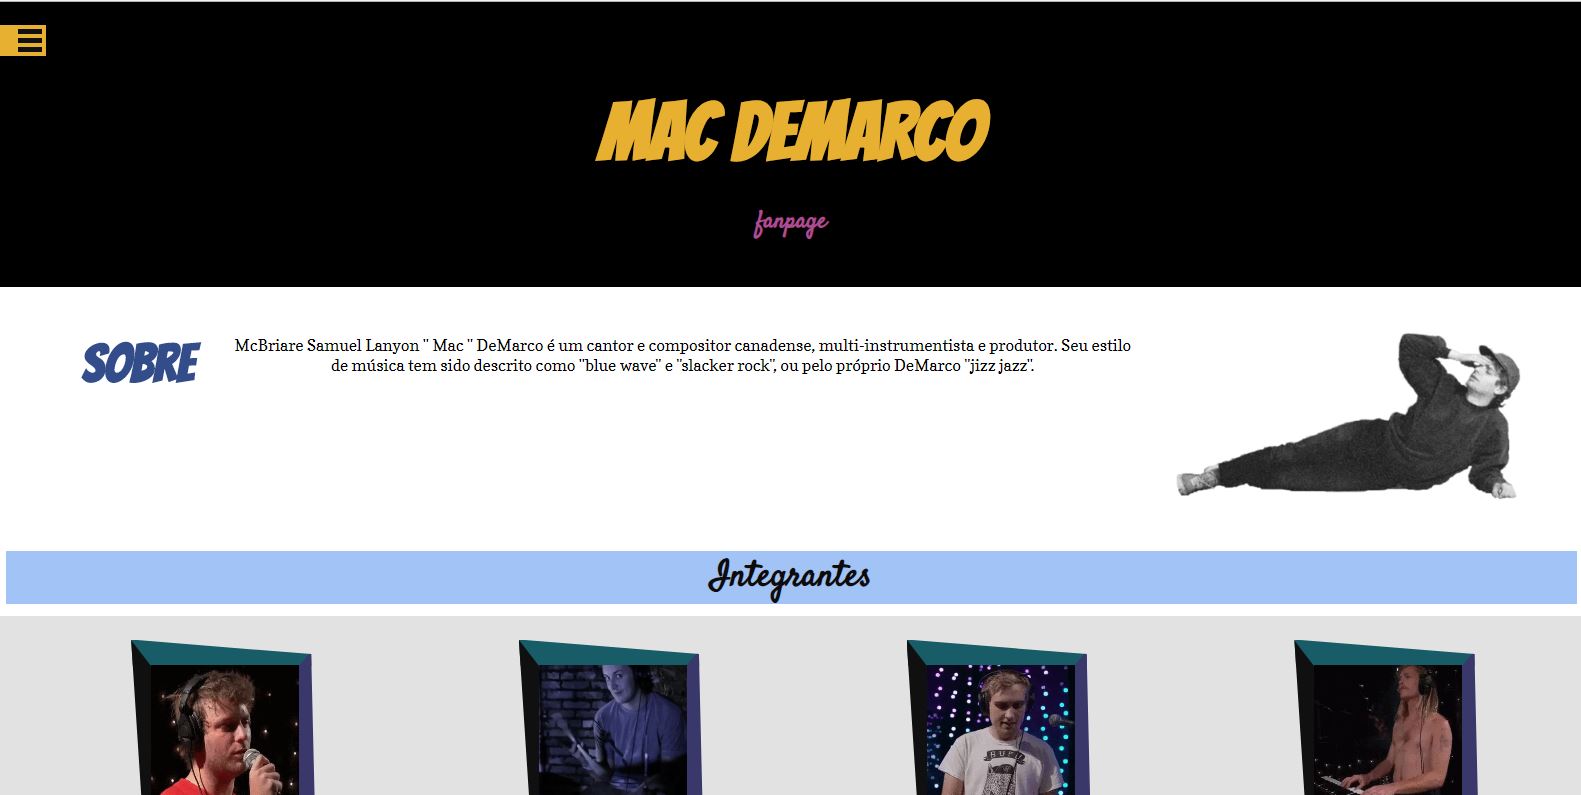 MAC DEMARCO
fanpage
SOBRE
McBriare Samuel Lanyon " Mac " DeMarco é um cantor e compositor canadense, multi-instrumentista e produtor. Seu estilo
de música tem sido descrito como "blue wave" e "slacker rock", ou pelo próprio DeMarco "jizz jazz".
Integrantes